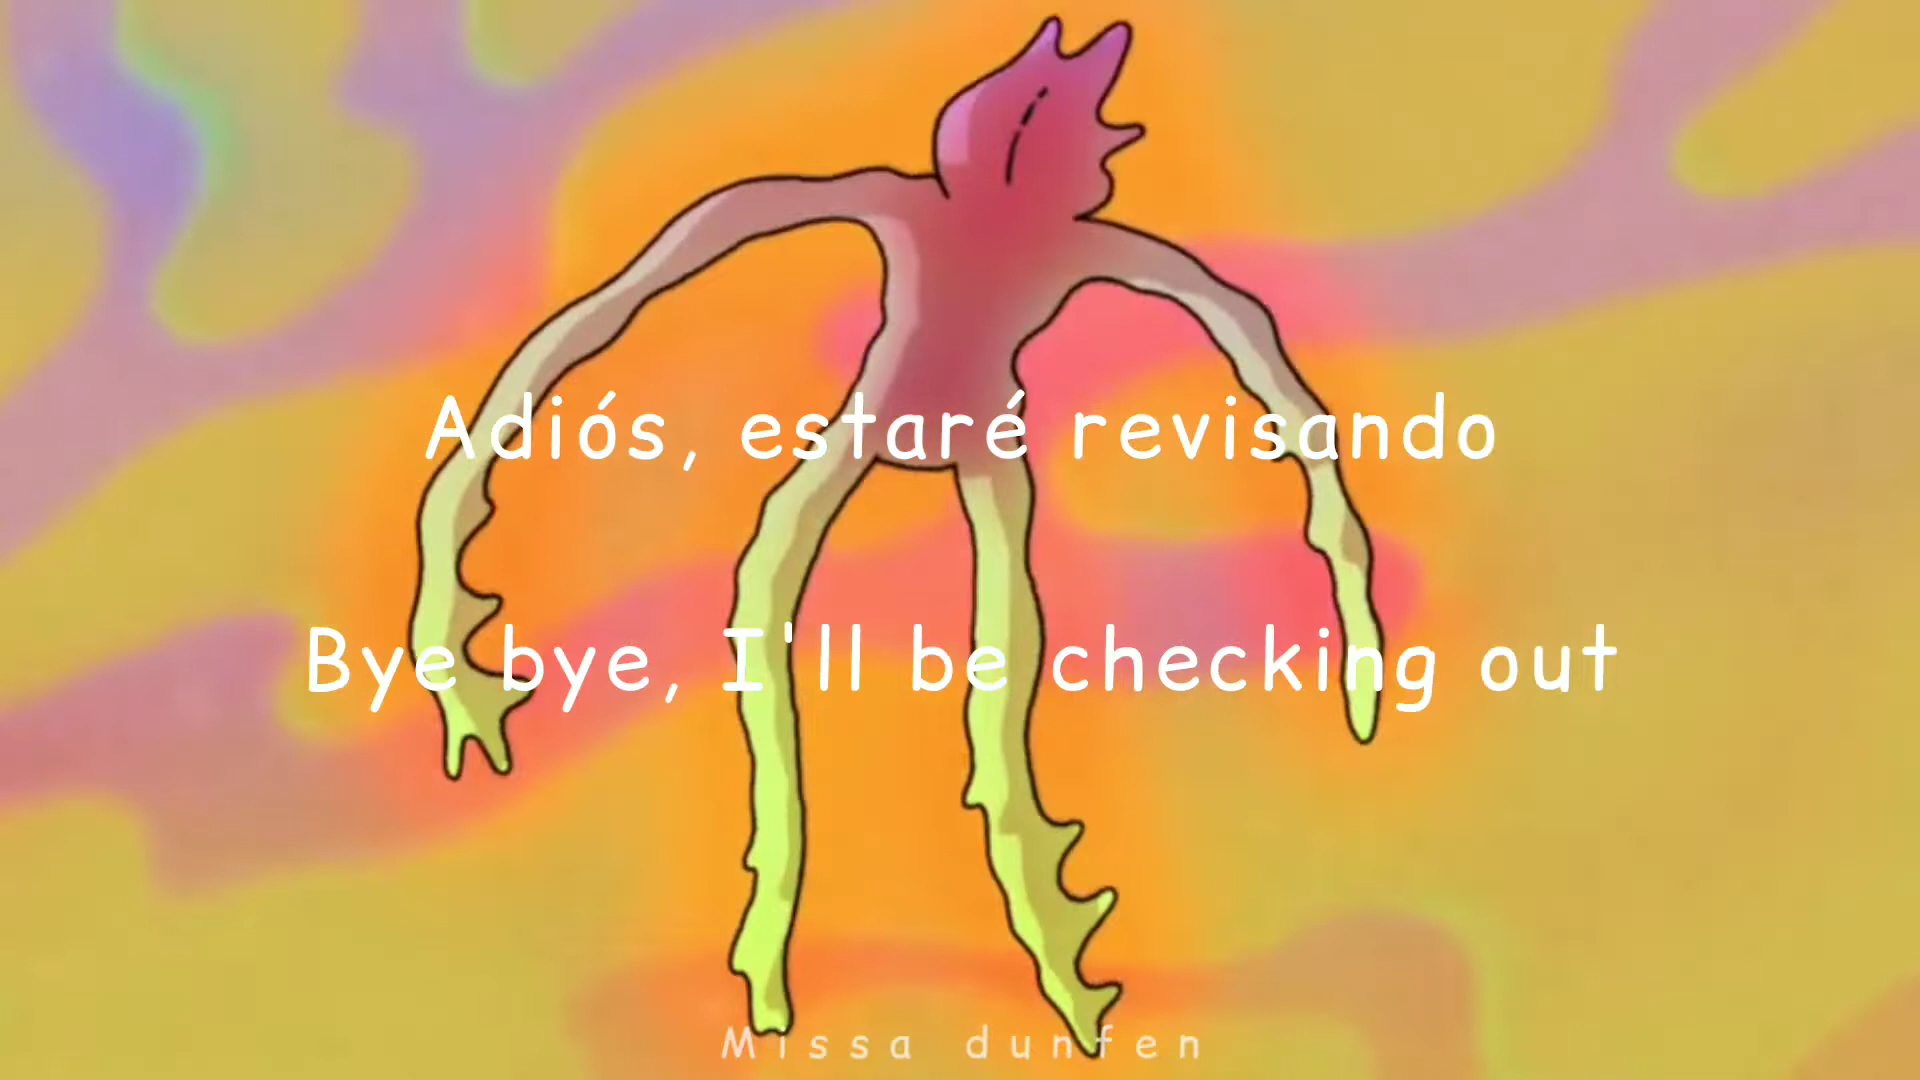 Adiós, estaré revisando
Bye bye, I'll be checking out
Missa dunfen